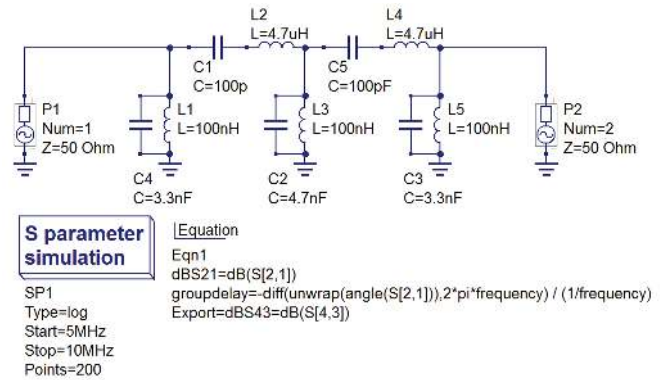 L2
L=4.7uH
L4
L=4.7uH
C1
C=100p
C5
C=100pF
P1
Num=1
Z=50 Ohm
L1
L=100nH
L3
L=100nH
L5
L=100nH
P2
Num=2
Z=50 Ohm
C4
C=3.3nF
C2
C=4.7nF
C3
C=3.3nF
S parameter
simulation
SP1
Type=log
Start=5MHz
Stop=10MHz
Points=200
Equation
Eqn1
dBS21=dB(S[2,1])
groupdelay=-diff(unwrap(angle(S[2,1])),2*pi*frequency) / (1/frequency)
Export=dBS43=dB(S[4,3])